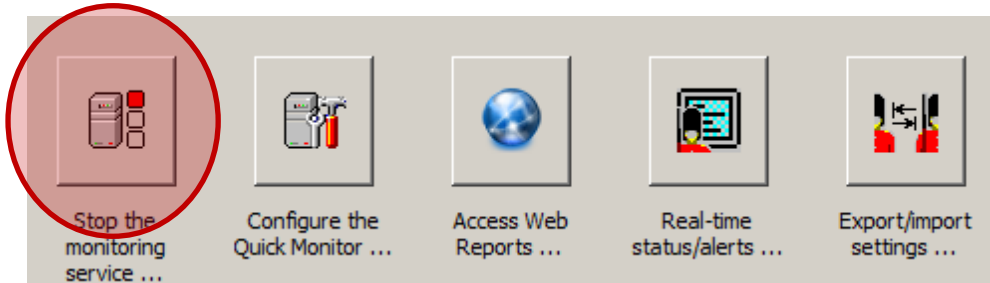 Stop the
monitoring
service ...
Configure the
Quick Monitor ...
Access Web
Reports ...
Real-time
status/alerts ...
Export/import
settings ...